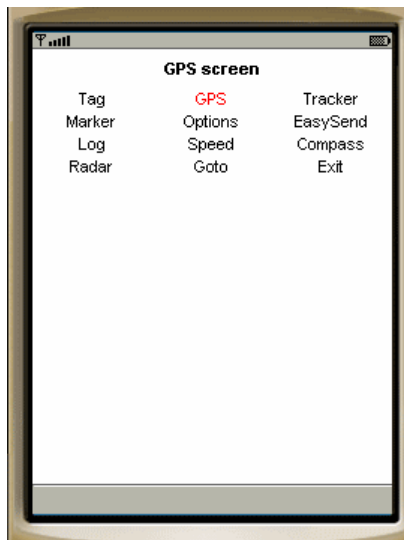 GPS screen
Tag GPS Tracker
Marker Options EasySend
Log Speed Compass
Radar Goto Exit